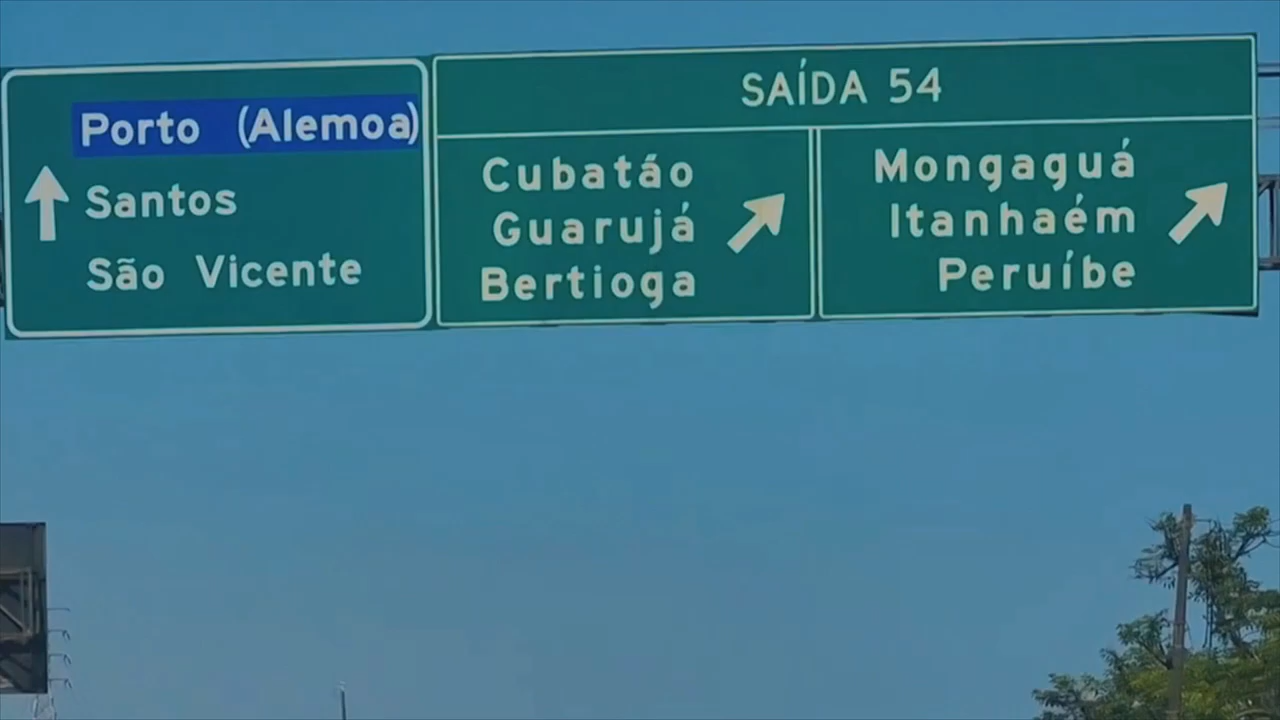 Porto (Alemoa)
Santos
São Vicente
SAÍDA 54
Cubatão
Guarujá
Bertioga
Mongaguá
Itanhaém
Peruíbe